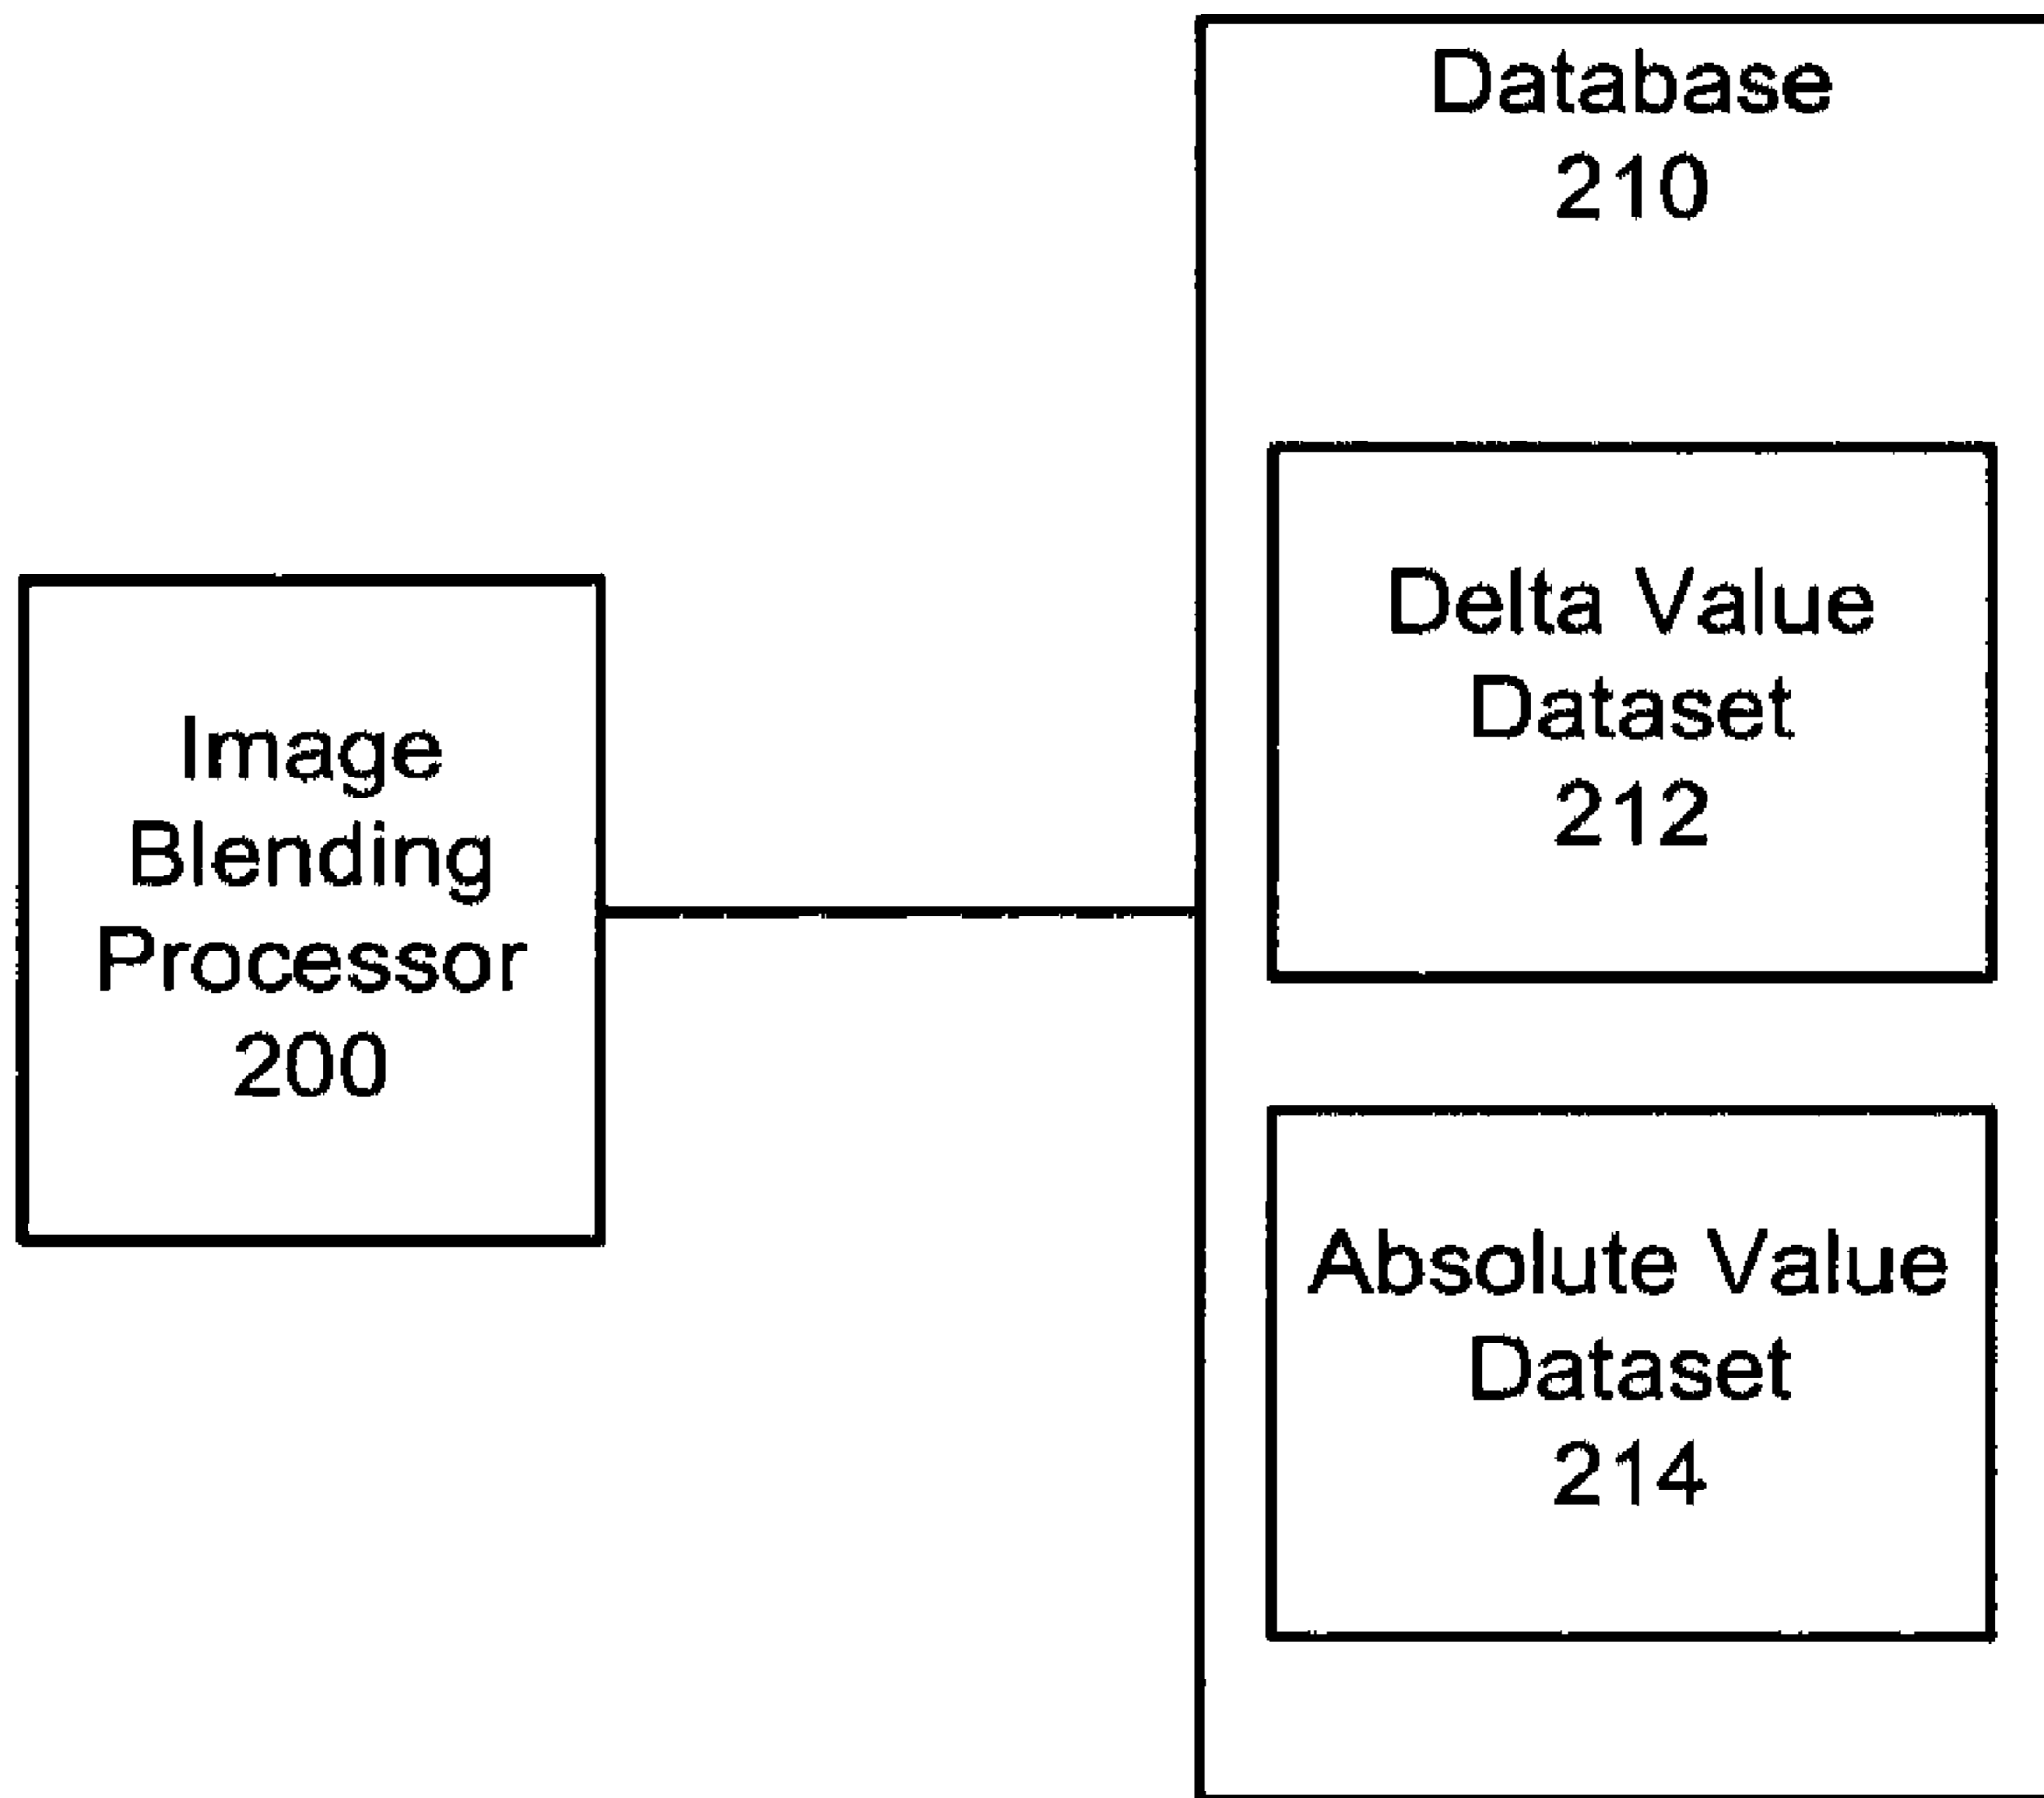 Database
210
Delta Value
Dataset
212
Image
Blending
Processor
200
Absolute Value
Dataset
214